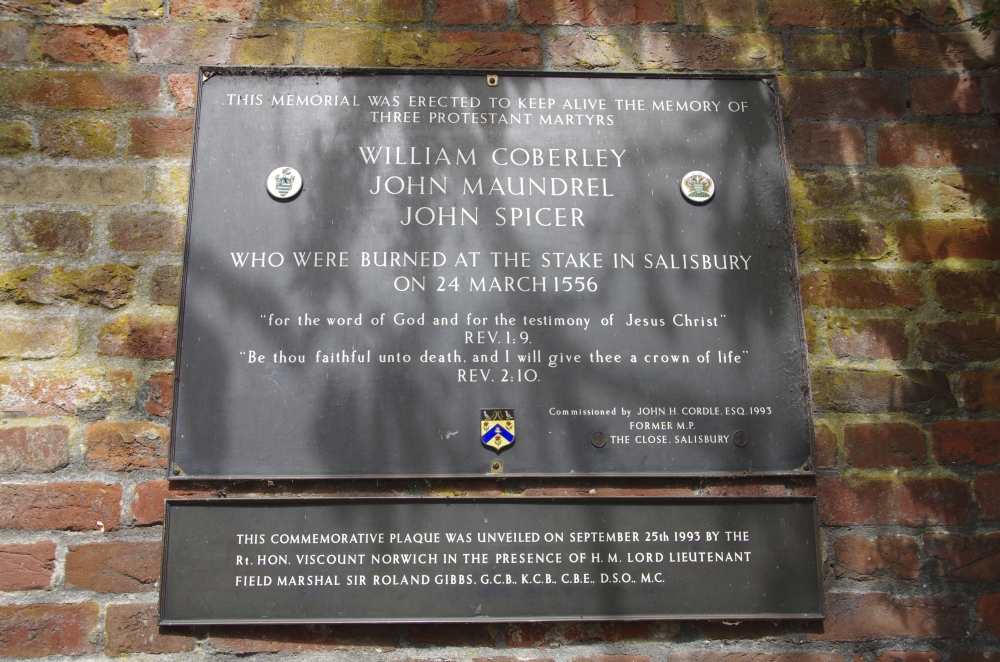 THIS MEMORIAL WAS ERECTED TO KEEP ALIVE THE MEMORY OF
THREE PROTESTANT MARTYRS
WILLIAM COBERLEY
JOHN MAUNDREL
JOHN SPICER
WHO WERE BURNED AT THE STAKE IN SALISBURY
ON 24 MARCH 1556
"for the word of God and for the testimony of Jesus Christ"
REV. 1: 9.
"Be thou faithful unto death, and I will give thee a crown of life"
REV. 2:10.
Commissioned by JOHN H. CORDLE. ESQ. 1993
FORMER M.P.
THE CLOSE. SALISBURY
THIS COMMEMORATIVE PLAQUE WAS UNVEILED ON SEPTEMBER 25th 1993 BY THE
Rt. HON. VISCOUNT NORWICH IN THE PRESENCE OF H. M. LORD LIEUTENANT
FIELD MARSHAL SIR ROLAND GIBBS. G.C.B., K.C.B., C.B.E., D.S.O., M.C.